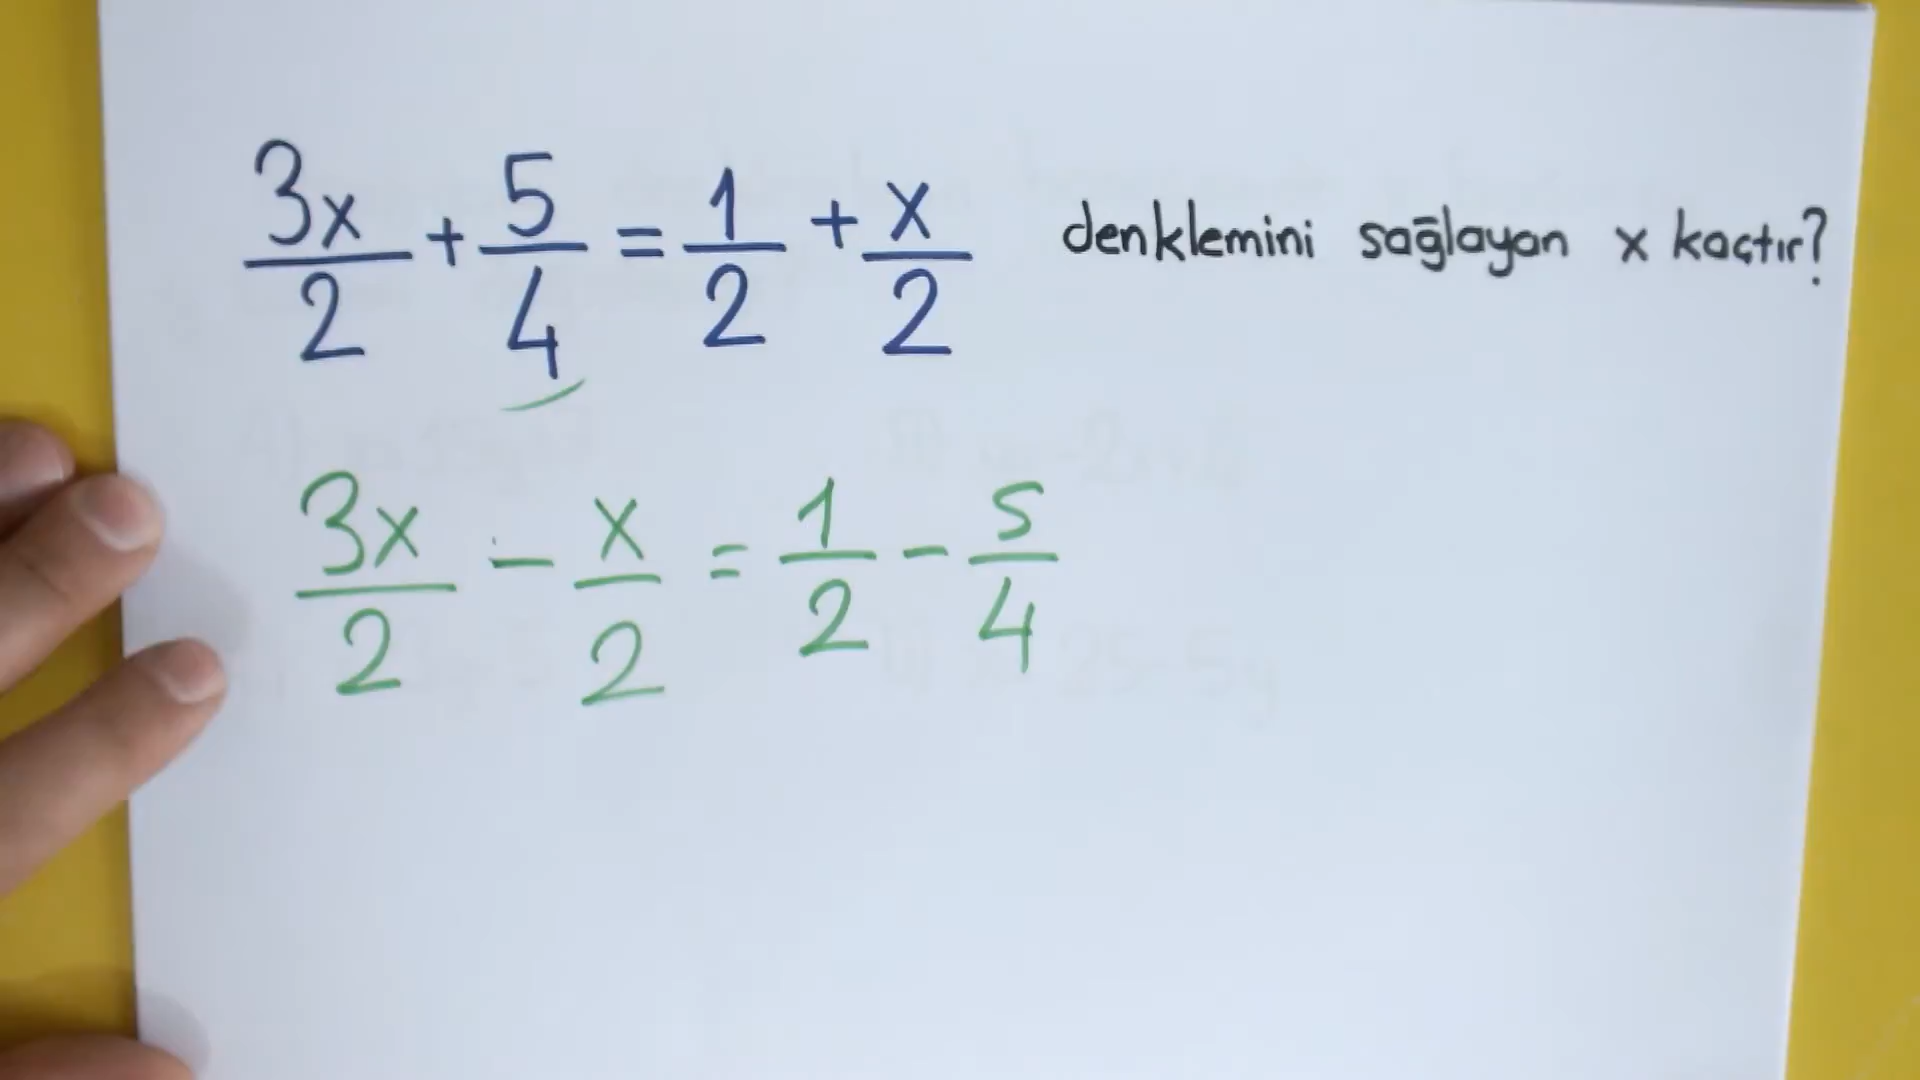 3x/2 + 5/4 = 1/2 + x/2 denklemini sağlayan x kaçtır?
3x/2 - x/2 = 1/2 - 5/4